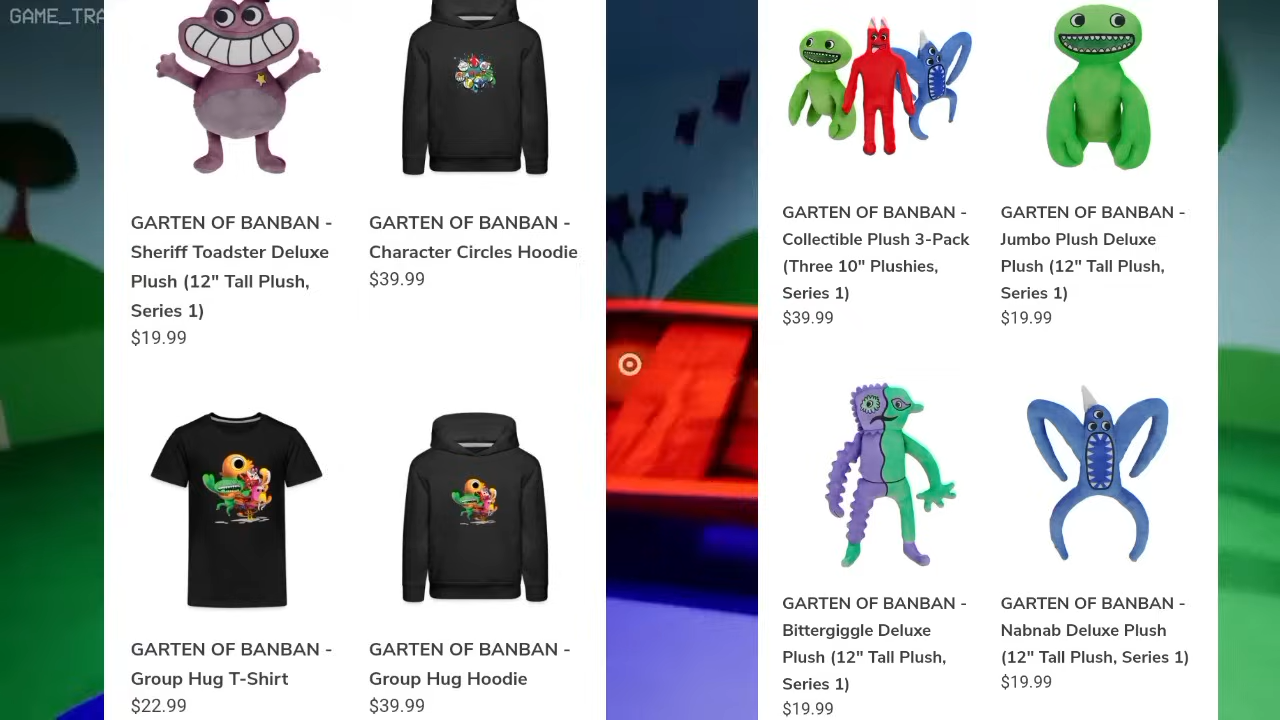 GAME_TRA
GARTEN OF BANBAN -
Sheriff Toadster Deluxe
Plush (12" Tall Plush,
Series 1)
$19.99
GARTEN OF BANBAN -
Character Circles Hoodie
$39.99
GARTEN OF BANBAN -
Group Hug T-Shirt
$22.99
GARTEN OF BANBAN -
Group Hug Hoodie
$39.99
GARTEN OF BANBAN -
Collectible Plush 3-Pack
(Three 10" Plushies,
Series 1)
$39.99
GARTEN OF BANBAN -
Jumbo Plush Deluxe
Plush (12" Tall Plush,
Series 1)
$19.99
GARTEN OF BANBAN -
Bittergiggle Deluxe
Plush (12" Tall Plush,
Series 1)
$19.99
GARTEN OF BANBAN -
Nabnab Deluxe Plush
(12" Tall Plush, Series 1)
$19.99